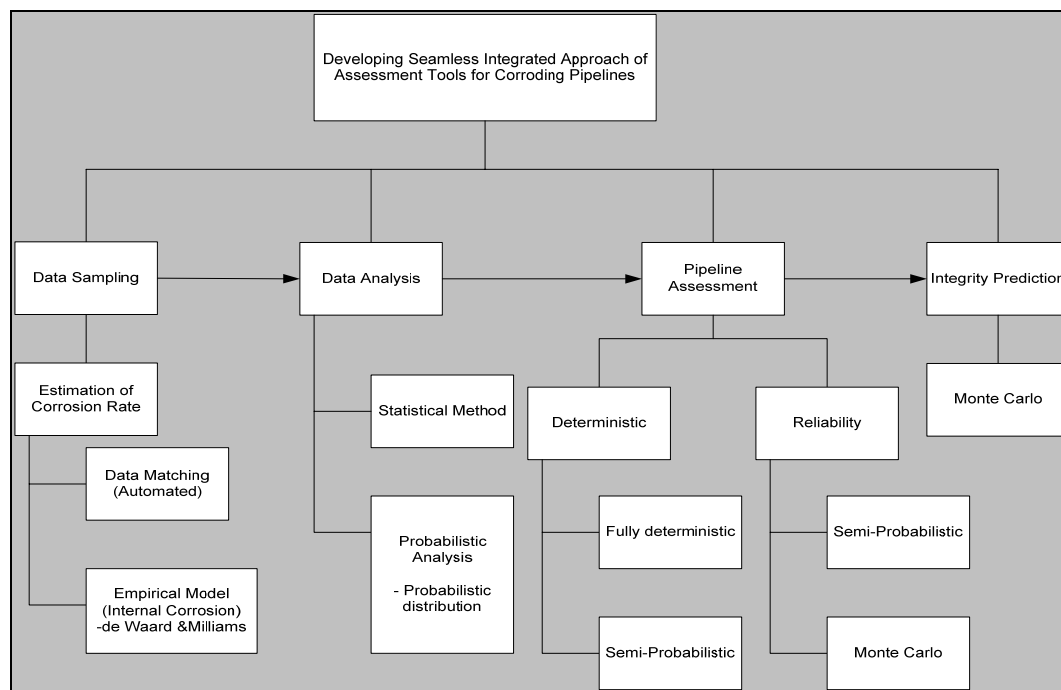 Developing Seamless Integrated Approach of
Assessment Tools for Corroding Pipelines
Data Sampling
Data Analysis
Pipeline
Assessment
Integrity Prediction
Estimation of
Corrosion Rate
Data Matching
(Automated)
Empirical Model
(Internal Corrosion)
-de Waard &Milliams
Statistical Method
Probabilistic
Analysis
- Probabilistic
distribution
Deterministic
Fully deterministic
Semi-Probabilistic
Reliability
Semi-Probabilistic
Monte Carlo
Monte Carlo